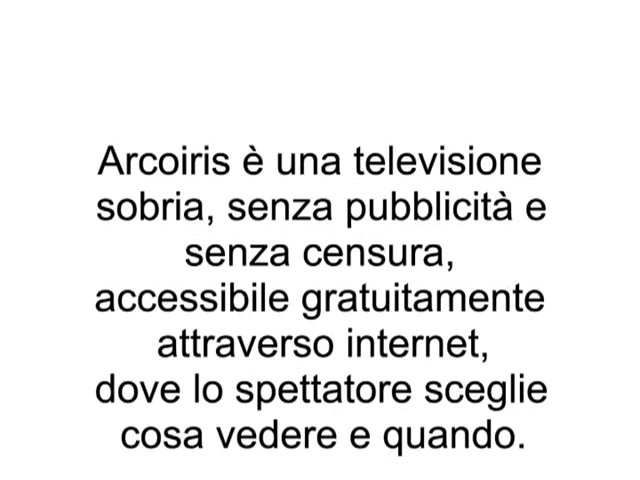 Arcoiris è una televisione
sobria, senza pubblicità e
senza censura,
accessibile gratuitamente
attraverso internet,
dove lo spettatore sceglie
cosa vedere e quando.